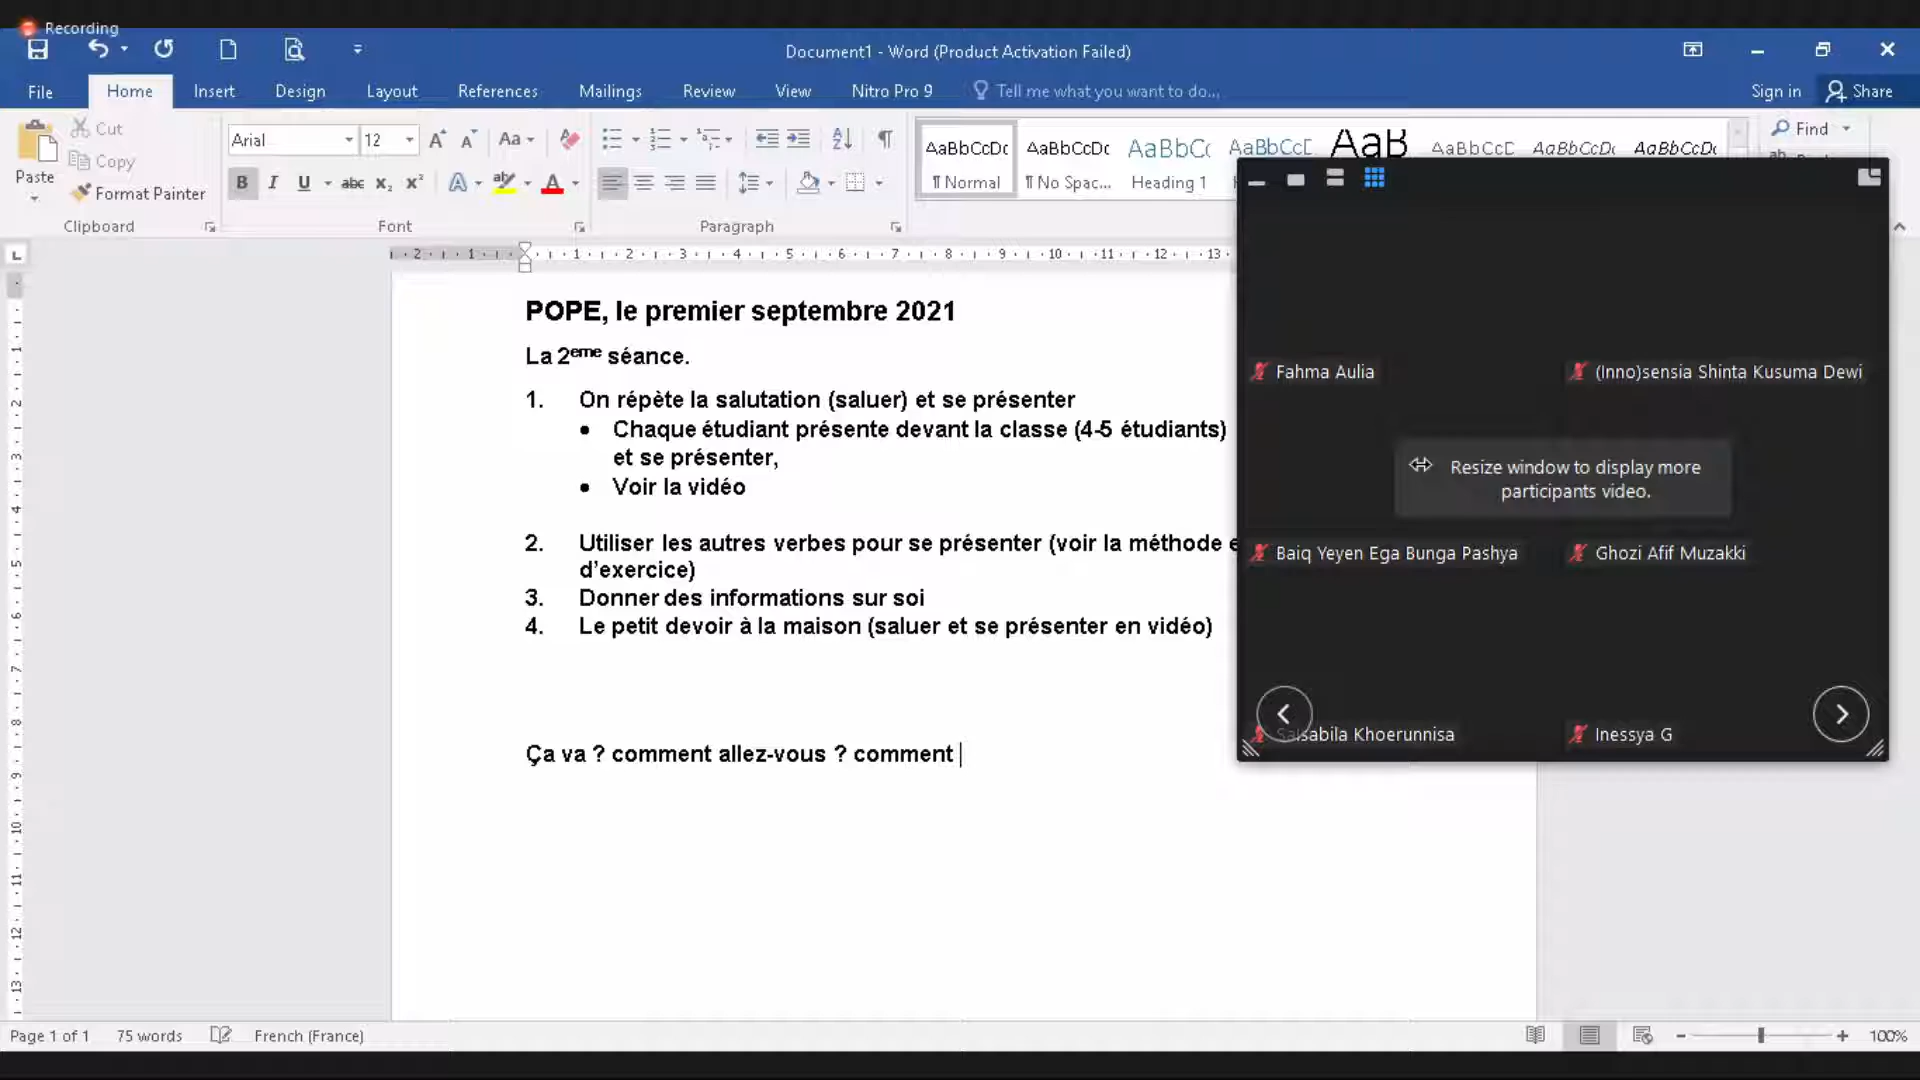 Recording
Document1 - Word (Product Activation Failed)
File Home Insert Design Layout References Mailings Review View Nitro Pro 9 Tell me what you want to do... Sign in Share
Cut
Copy
Format Painter
Paste
Clipboard
Arial 12
Font
Paragraph
AaBbCcDc AaBbCcDc AaBbC AaBbCcE AaB AaBbCcE AaBbCcDc AaBbCcDc
¶ Normal ¶ No Spac... Heading 1
Find
POPE, le premier septembre 2021
La 2eme séance.
1. On répète la salutation (saluer) et se présenter
• Chaque étudiant présente devant la classe (4-5 étudiants)
et se présenter,
• Voir la vidéo
2. Utiliser les autres verbes pour se présenter (voir la méthode
d’exercice)
3. Donner des informations sur soi
4. Le petit devoir à la maison (saluer et se présenter en vidéo)
Ça va ? comment allez-vous ? comment
Fahma Aulia
(Inno)sensia Shinta Kusuma Dewi
Resize window to display more
participants video.
Baiq Yeyen Ega Bunga Pashya
Ghozi Afif Muzakki
Salsabila Khoerunnisa
Inessya G
Page 1 of 1 75 words French (France) 100%